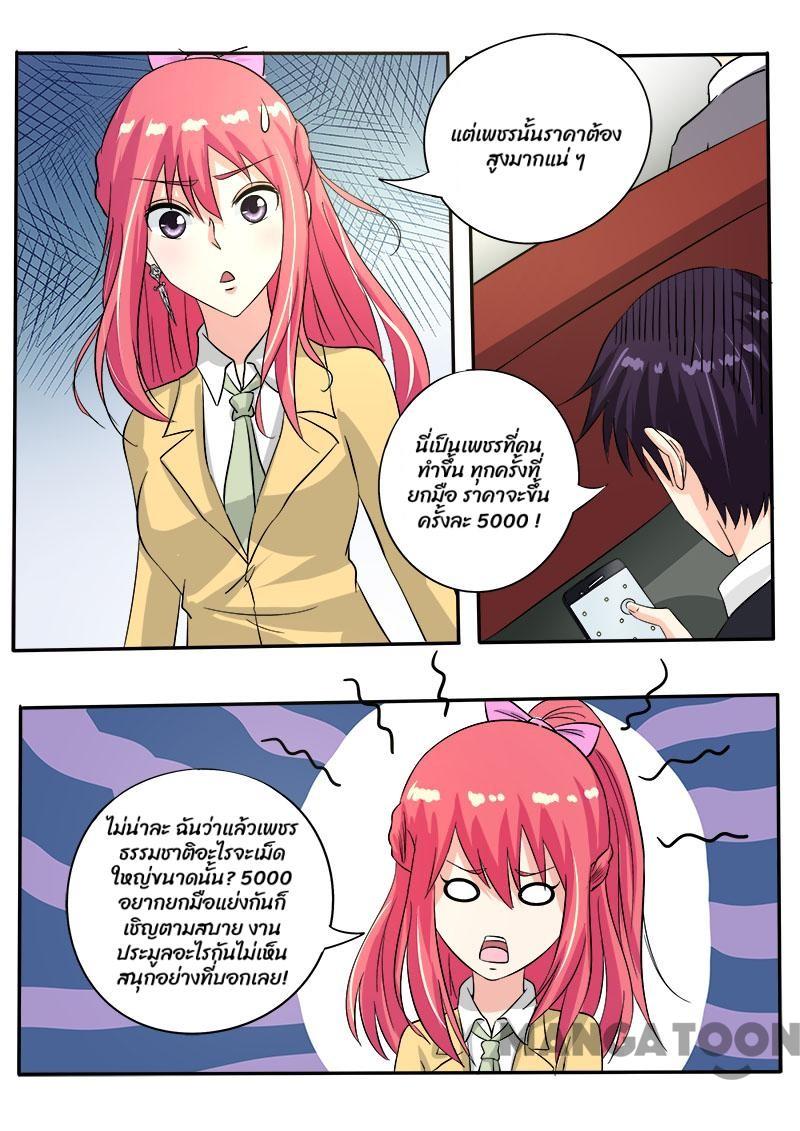 แต่เพชรนั้นราคาต้อง
สูงมากแน่ ๆ
นี่เป็นเพชรที่คน
ทำขึ้น ทุกครั้งที่
ยกมือ ราคาจะขึ้น
ครั้งละ 5000 !
ไม่น่าละ ฉันว่าแล้วเพชร
ธรรมชาติอะไรจะเม็ด
ใหญ่ขนาดนั้น? 5000
อยากยกมือแย่งกันก็
เชิญตามสบาย งาน
ประมูลอะไรกันไม่เห็น
สนุกอย่างที่บอกเลย!
MANGATOON